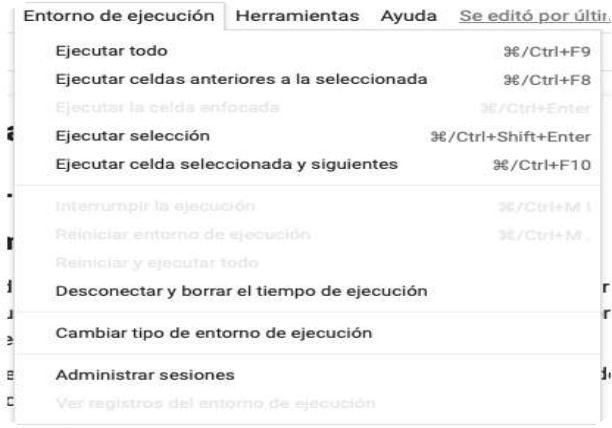 Entorno de ejecución Herramientas Ayuda Se editó por últi
Ejecutar todo ⌘/Ctrl+F9
Ejecutar celdas anteriores a la seleccionada ⌘/Ctrl+F8
Ejecutar la celda enfocada ⌘/Ctrl+Enter
Ejecutar selección ⌘/Ctrl+Shift+Enter
Ejecutar celda seleccionada y siguientes ⌘/Ctrl+F10
Interrumpir la ejecución ⌘/Ctrl+M I
Reiniciar entorno de ejecución ⌘/Ctrl+M .
Reiniciar y ejecutar todo
Desconectar y borrar el tiempo de ejecución
Cambiar tipo de entorno de ejecución
Administrar sesiones
Ver registros del entorno de ejecución